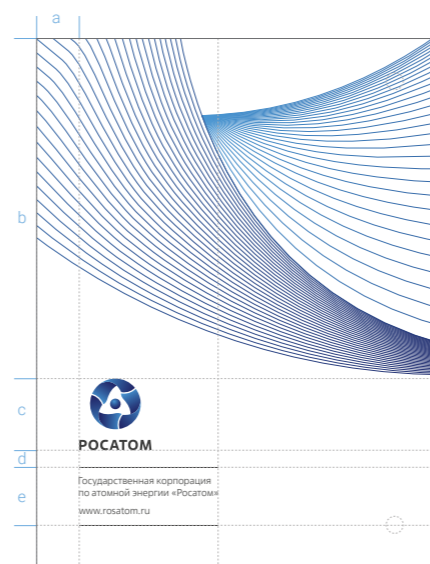 a
b
c
РОСАТОМ
d
Государственная корпорация
по атомной энергии «Росатом»
e
www.rosatom.ru